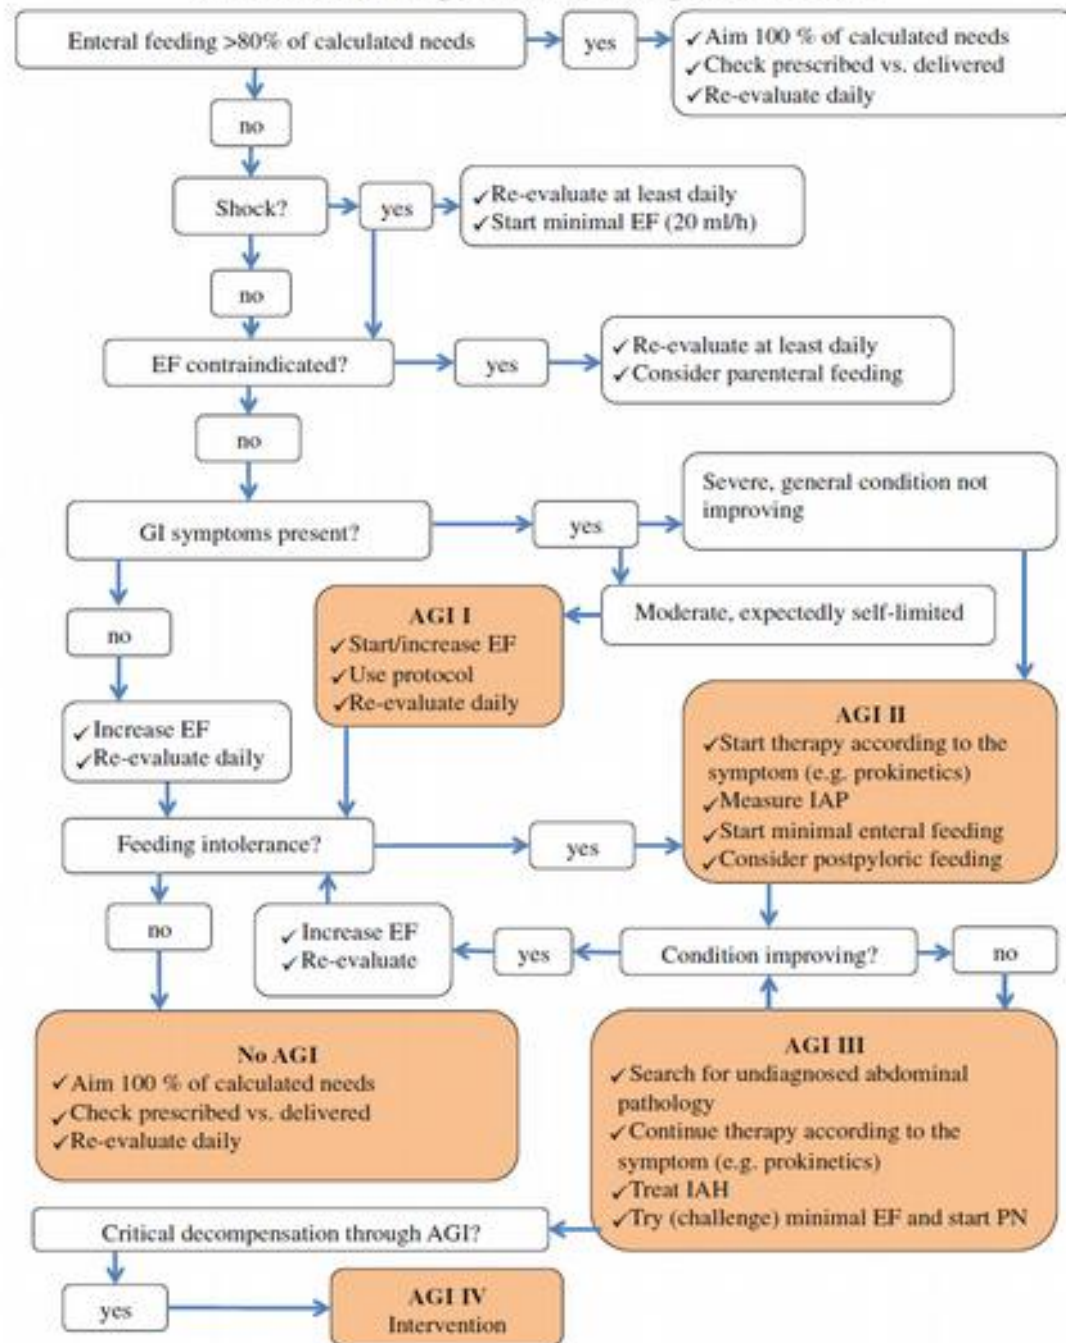 Enteral feeding >80% of calculated needs
yes
✓Aim 100 % of calculated needs
✓Check prescribed vs. delivered
✓Re-evaluate daily
no
Shock?
yes
✓Re-evaluate at least daily
✓Start minimal EF (20 ml/h)
no
EF contraindicated?
yes
✓Re-evaluate at least daily
✓Consider parenteral feeding
no
GI symptoms present?
yes
Severe, general condition not
improving
Moderate, expectedly self-limited
no
AGI I
✓Start/increase EF
✓Use protocol
✓Re-evaluate daily
✓Increase EF
✓Re-evaluate daily
AGI II
✓Start therapy according to the
symptom (e.g. prokinetics)
✓Measure IAP
✓Start minimal enteral feeding
✓Consider postpyloric feeding
Feeding intolerance?
yes
no
✓Increase EF
✓Re-evaluate
yes
Condition improving?
no
No AGI
✓Aim 100 % of calculated needs
✓Check prescribed vs. delivered
✓Re-evaluate daily
AGI III
✓Search for undiagnosed abdominal
pathology
✓Continue therapy according to the
symptom (e.g. prokinetics)
✓Treat IAH
✓Try (challenge) minimal EF and start PN
Critical decompensation through AGI?
yes
AGI IV
Intervention